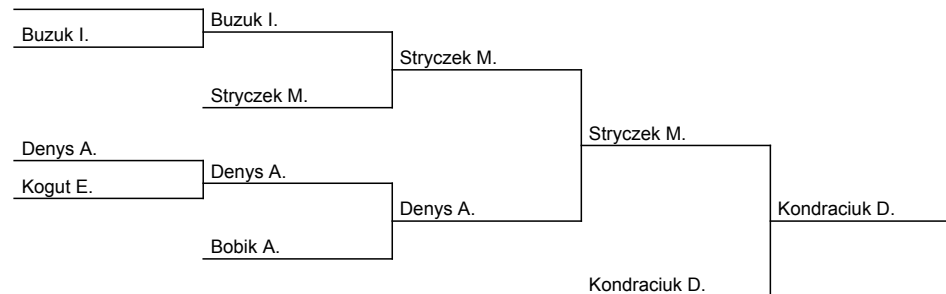 Buzuk I.
Buzuk I.
Stryczek M.
Stryczek M.
Stryczek M.
Denys A.
Denys A.
Kogut E.
Denys A.
Kondraciuk D.
Bobik A.
Kondraciuk D.